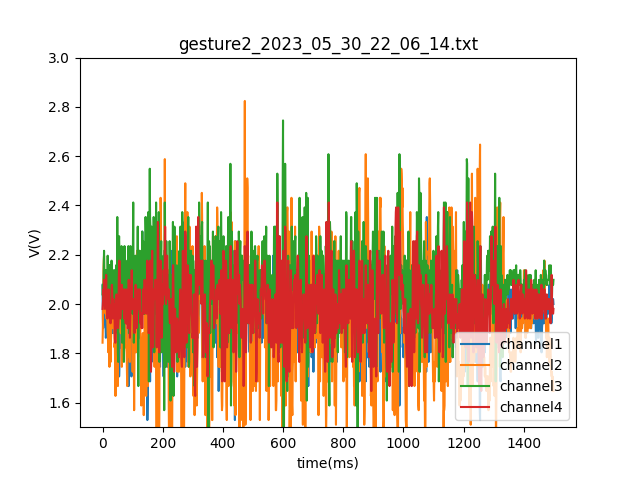 gesture2_2023_05_30_22_06_14.txt
V(V)
3.0
2.8
2.6
2.4
2.2
2.0
1.8
1.6
channel1
channel2
channel3
channel4
0 200 400 600 800 1000 1200 1400
time(ms)